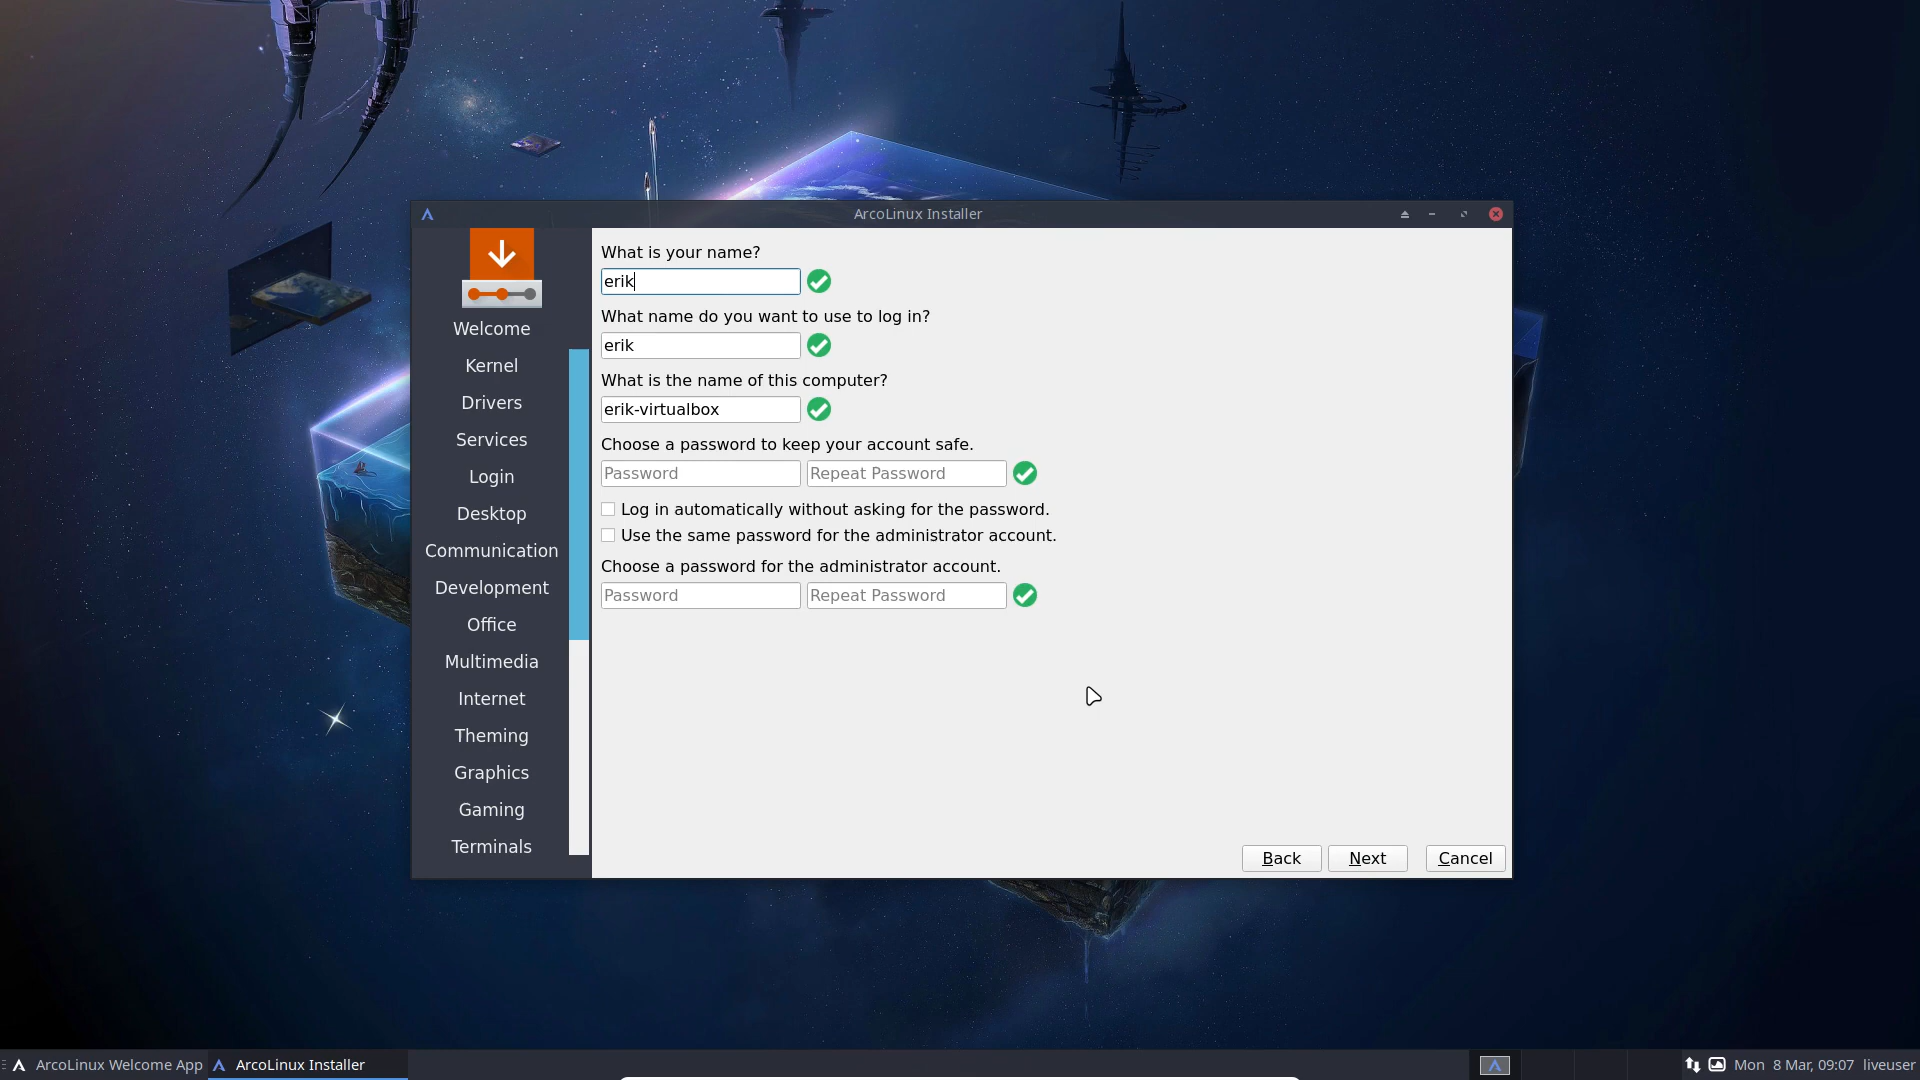 ArcoLinux Installer
Welcome
Kernel
Drivers
Services
Login
Desktop
Communication
Development
Office
Multimedia
Internet
Theming
Graphics
Gaming
Terminals
What is your name?
erik
What name do you want to use to log in?
erik
What is the name of this computer?
erik-virtualbox
Choose a password to keep your account safe.
Password Repeat Password
Log in automatically without asking for the password.
Use the same password for the administrator account.
Choose a password for the administrator account.
Password Repeat Password
Back Next Cancel
ArcoLinux Welcome App ArcoLinux Installer Mon 8 Mar, 09:07 liveuser